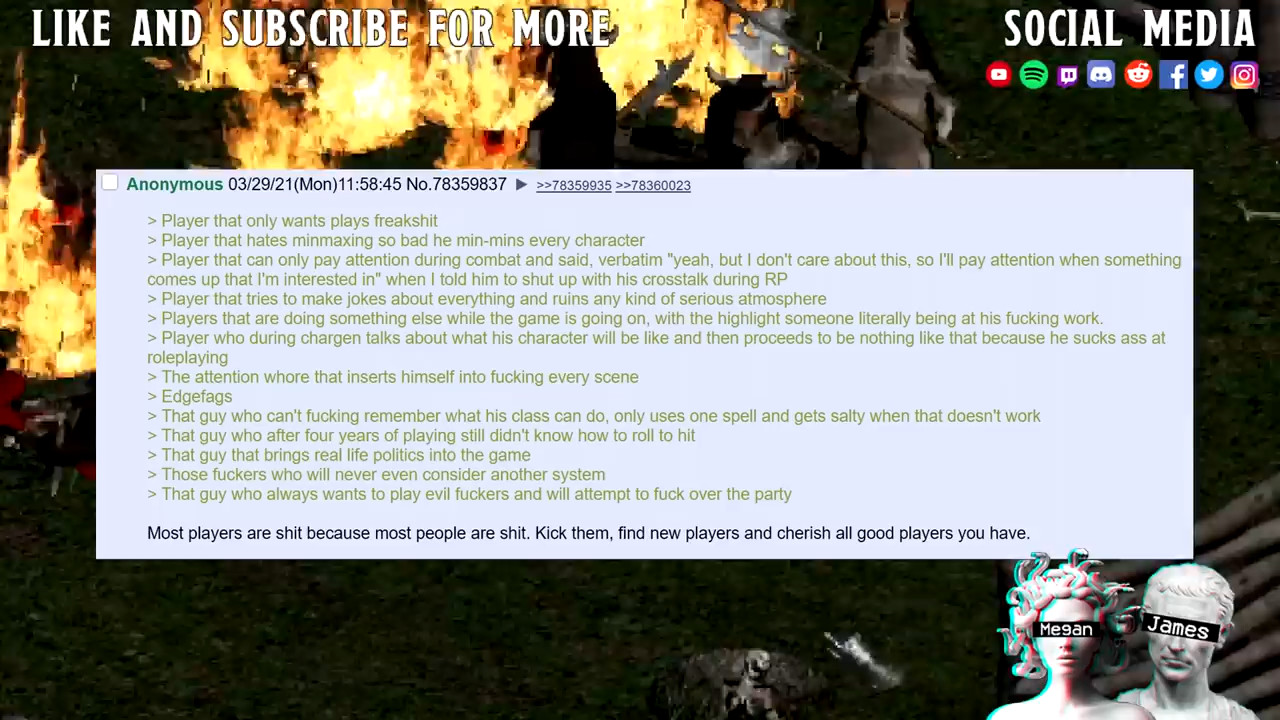 LIKE AND SUBSCRIBE FOR MORE
SOCIAL MEDIA
Anonymous 03/29/21(Mon)11:58:45 No.78359837 ▶ >>78359935 >>78360023
> Player that only wants plays freakshit
> Player that hates minmaxing so bad he min-mins every character
> Player that can only pay attention during combat and said, verbatim "yeah, but I don't care about this, so I'll pay attention when something
comes up that I'm interested in" when I told him to shut up with his crosstalk during RP
> Player that tries to make jokes about everything and ruins any kind of serious atmosphere
> Players that are doing something else while the game is going on, with the highlight someone literally being at his fucking work.
> Player who during chargen talks about what his character will be like and then proceeds to be nothing like that because he sucks ass at
roleplaying
> The attention whore that inserts himself into fucking every scene
> Edgefags
> That guy who can't fucking remember what his class can do, only uses one spell and gets salty when that doesn't work
> That guy who after four years of playing still didn't know how to roll to hit
> That guy that brings real life politics into the game
> Those fuckers who will never even consider another system
> That guy who always wants to play evil fuckers and will attempt to fuck over the party
Most players are shit because most people are shit. Kick them, find new players and cherish all good players you have.
Megan
James